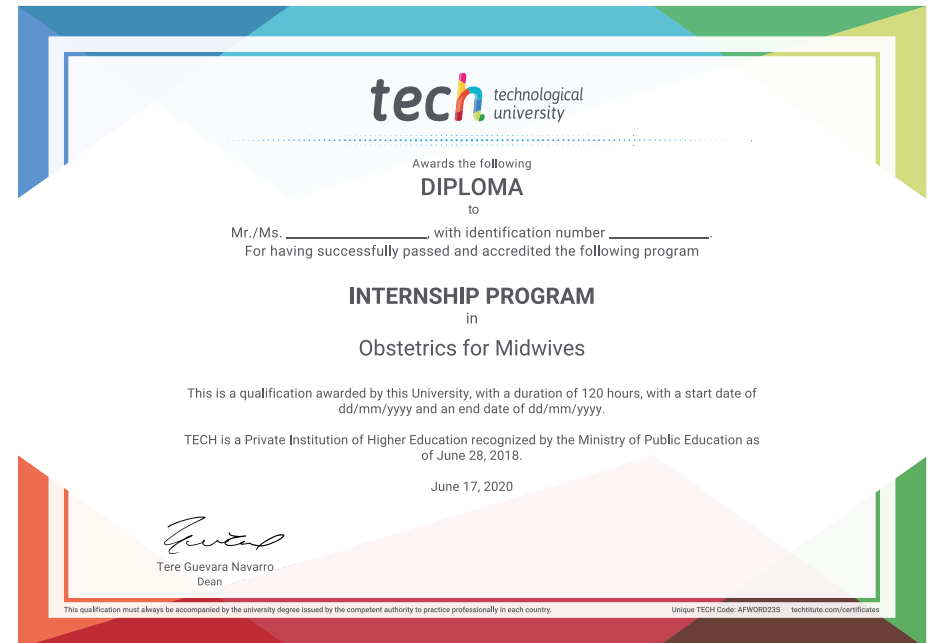 tech technological
university
Awards the following
DIPLOMA
to
Mr./Ms. __________________, with identification number _____________.
For having successfully passed and accredited the following program
INTERNSHIP PROGRAM
in
Obstetrics for Midwives
This is a qualification awarded by this University, with a duration of 120 hours, with a start date of
dd/mm/yyyy and an end date of dd/mm/yyyy.
TECH is a Private Institution of Higher Education recognized by the Ministry of Public Education as
of June 28, 2018.
June 17, 2020
Tere Guevara Navarro
Dean
This qualification must always be accompanied by the university degree issued by the competent authority to practice professionally in each country.
Unique TECH Code: AFWORD23S techtitute.com/certificates